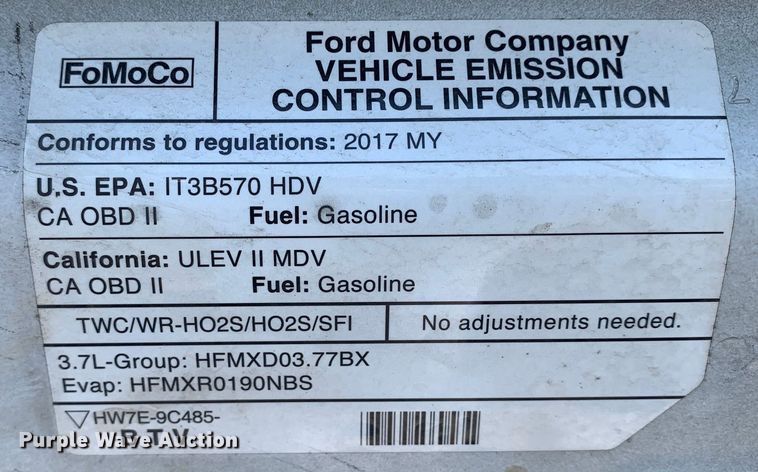 FoMoCo
Ford Motor Company
VEHICLE EMISSION
CONTROL INFORMATION
Conforms to regulations: 2017 MY
U.S. EPA: IT3B570 HDV
CA OBD II Fuel: Gasoline
California: ULEV II MDV
CA OBD II Fuel: Gasoline
TWC/WR-HO2S/HO2S/SFI No adjustments needed.
3.7L-Group: HFMXD03.77BX
Evap: HFMXR0190NBS
HW7E-9C485-
Purple Wave Auction
2